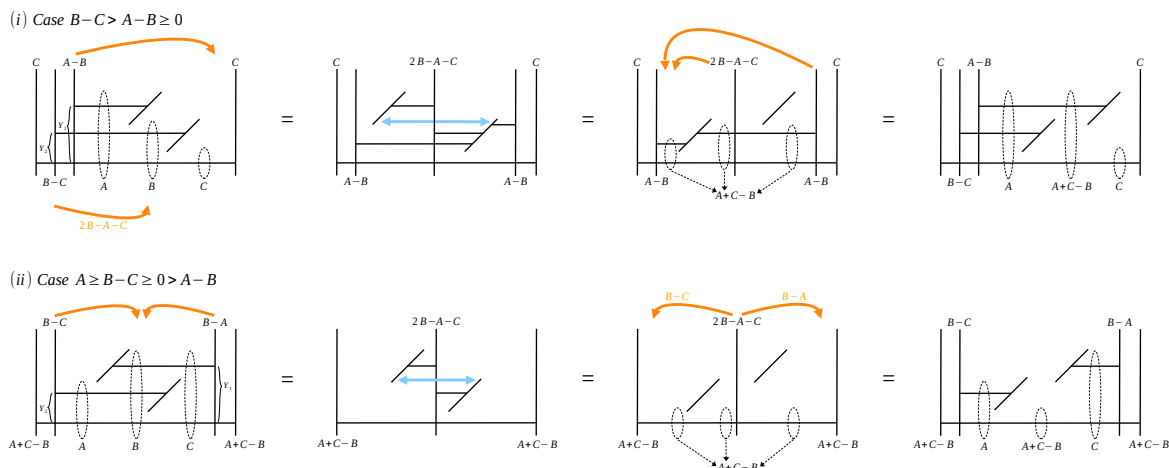 (i) Case B−C > A−B ≥ 0
C A−B C C 2B−A−C C C 2B−A−C C C A−B C
Y₁
Y₂
= = =
B−C A B C A−B A−B A−B A+C−B A−B B−C A A+C−B C
2B−A−C
(ii) Case A ≥ B−C ≥ 0 > A−B
B−C B−A
B−C B−A 2B−A−C 2B−A−C B−C B−A
= = =
Y₂ Y₁
A+C−B A B C A+C−B A+C−B A+C−B A+C−B A+C−B A+C−B A A+C−B C A+C−B
A+C−B